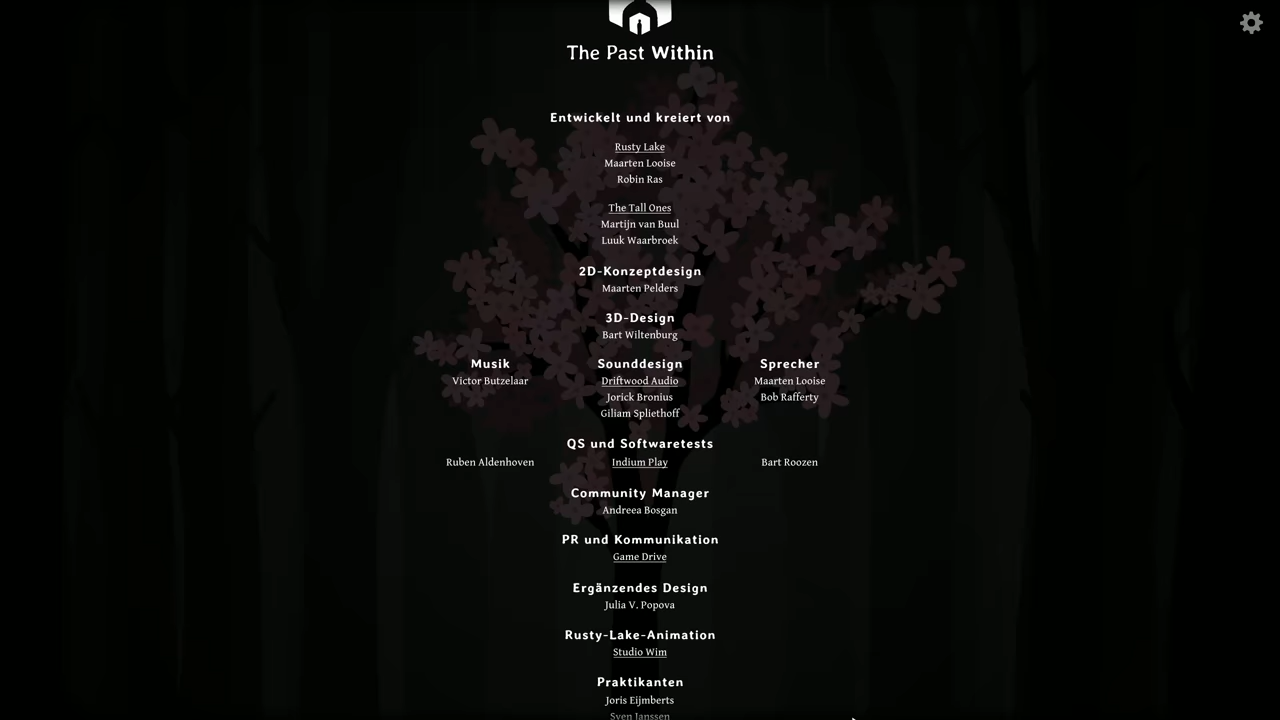 The Past Within
Entwickelt und kreiert von
Rusty Lake
Maarten Looise
Robin Ras
The Tall Ones
Martijn van Buul
Luuk Waarbroek
2D-Konzeptdesign
Maarten Pelders
3D-Design
Bart Wiltenburg
Musik
Victor Butzelaar
Sounddesign
Driftwood Audio
Jorick Bronius
Giliam Spliethoff
Sprecher
Maarten Looise
Bob Rafferty
QS und Softwaretests
Ruben Aldenhoven
Indium Play
Bart Roozen
Community Manager
Andreea Bosgan
PR und Kommunikation
Game Drive
Ergänzendes Design
Julia V. Popova
Rusty-Lake-Animation
Studio Wim
Praktikanten
Joris Eijmberts
Sven Janssen